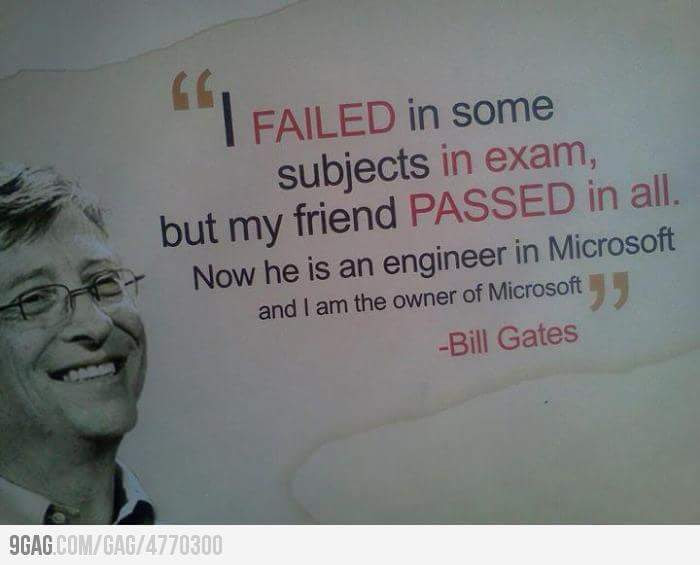 “I FAILED in some
subjects in exam,
but my friend PASSED in all.
Now he is an engineer in Microsoft
and I am the owner of Microsoft”
-Bill Gates
9GAG.COM/GAG/4770300